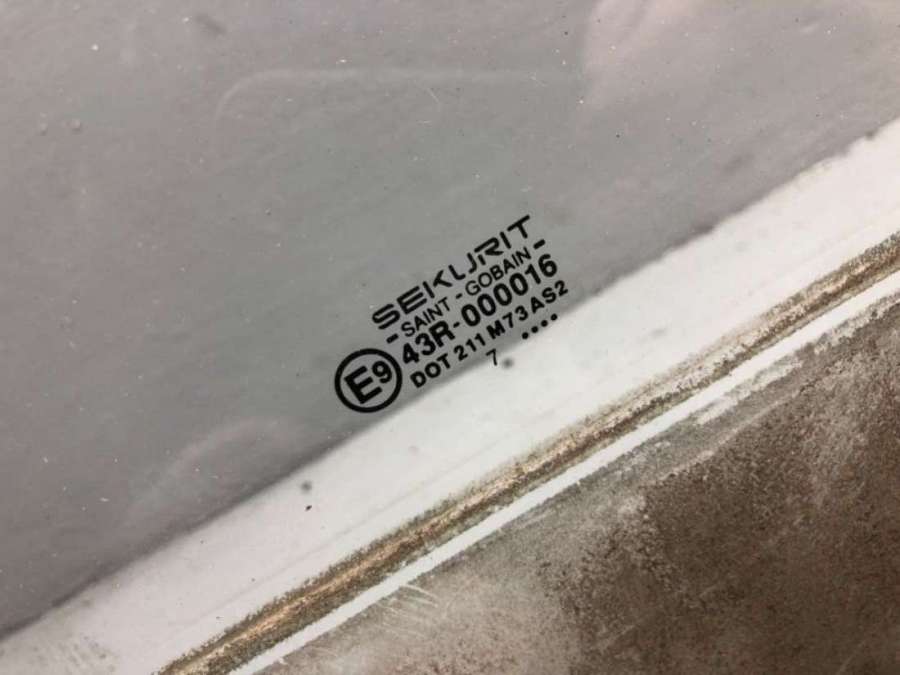 SEKURIT
- SAINT - GOBAIN -
E9 43R-000016
DOT 211 M73 AS2
7 ....